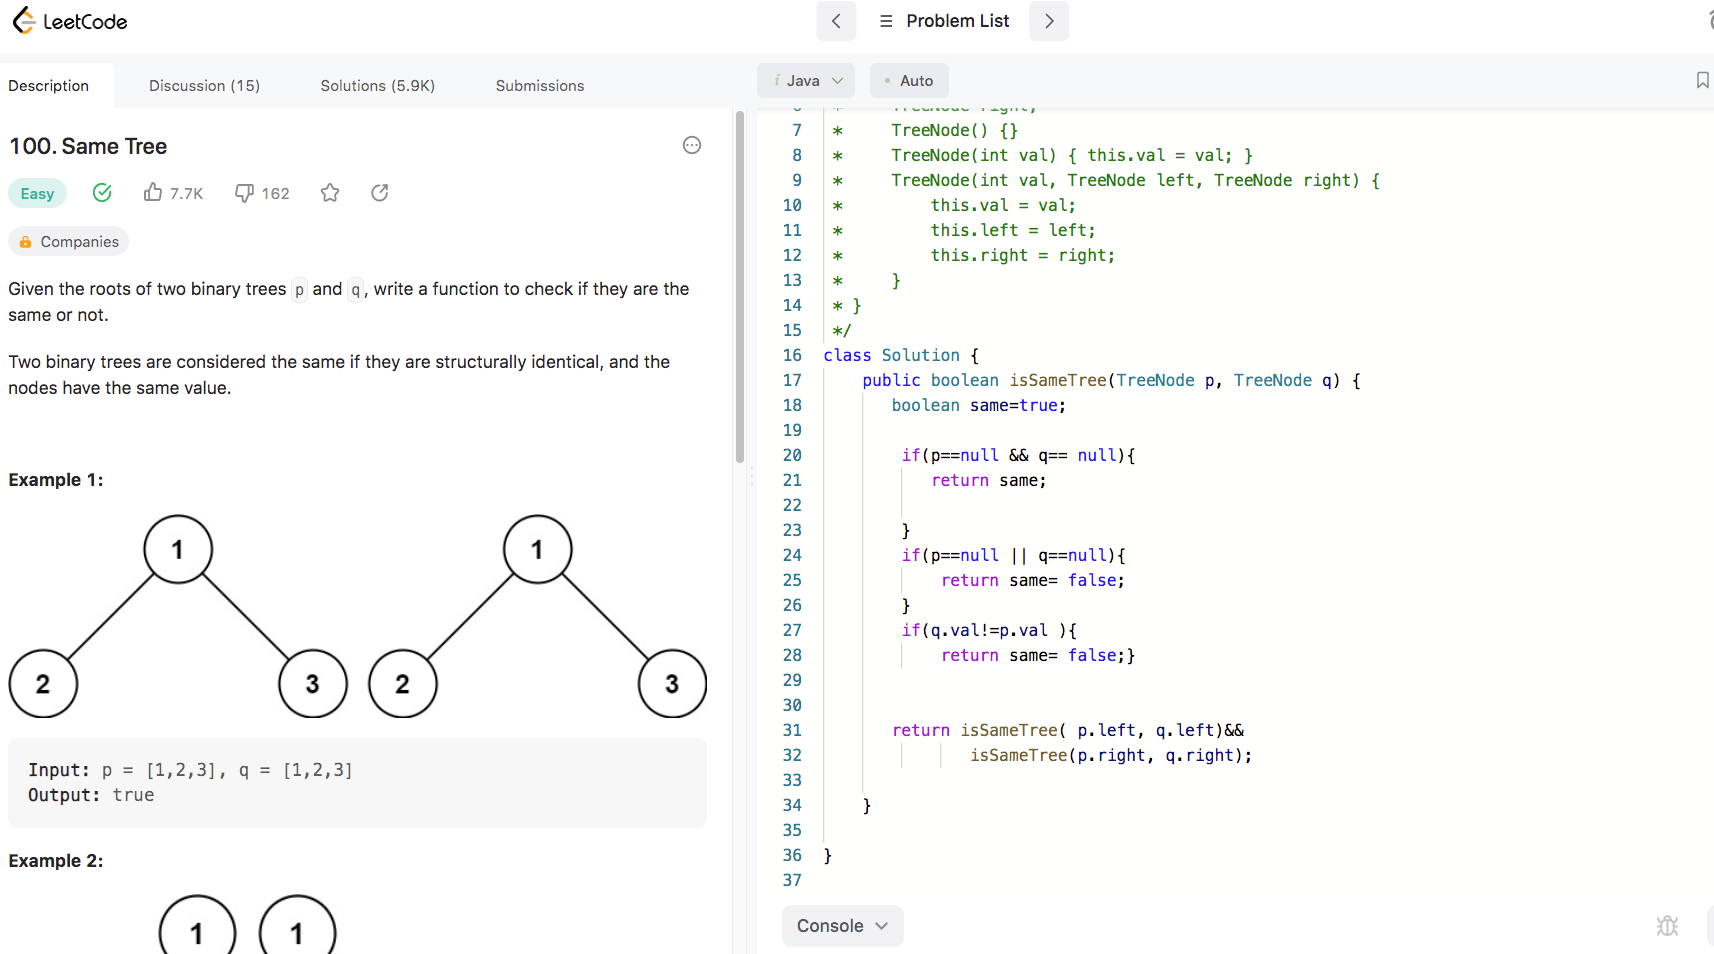 LeetCode
Problem List
Description
Discussion (15)
Solutions (5.9K)
Submissions
100. Same Tree
Easy
7.7K
162
Companies
Given the roots of two binary trees p and q, write a function to check if they are the
same or not.
Two binary trees are considered the same if they are structurally identical, and the
nodes have the same value.
Example 1:
1
1
2
3
2
3
Input: p = [1,2,3], q = [1,2,3]
Output: true
Example 2:
1
1
i Java
Auto
7 * TreeNode() {}
8 * TreeNode(int val) { this.val = val; }
9 * TreeNode(int val, TreeNode left, TreeNode right) {
10 * this.val = val;
11 * this.left = left;
12 * this.right = right;
13 * }
14 * }
15 */
16 class Solution {
17 public boolean isSameTree(TreeNode p, TreeNode q) {
18 boolean same=true;
19
20 if(p==null && q== null){
21 return same;
22
23 }
24 if(p==null || q==null){
25 return same= false;
26 }
27 if(q.val!=p.val ){
28 return same= false;}
29
30
31 return isSameTree( p.left, q.left)&&
32 isSameTree(p.right, q.right);
33
34 }
35
36 }
37
Console